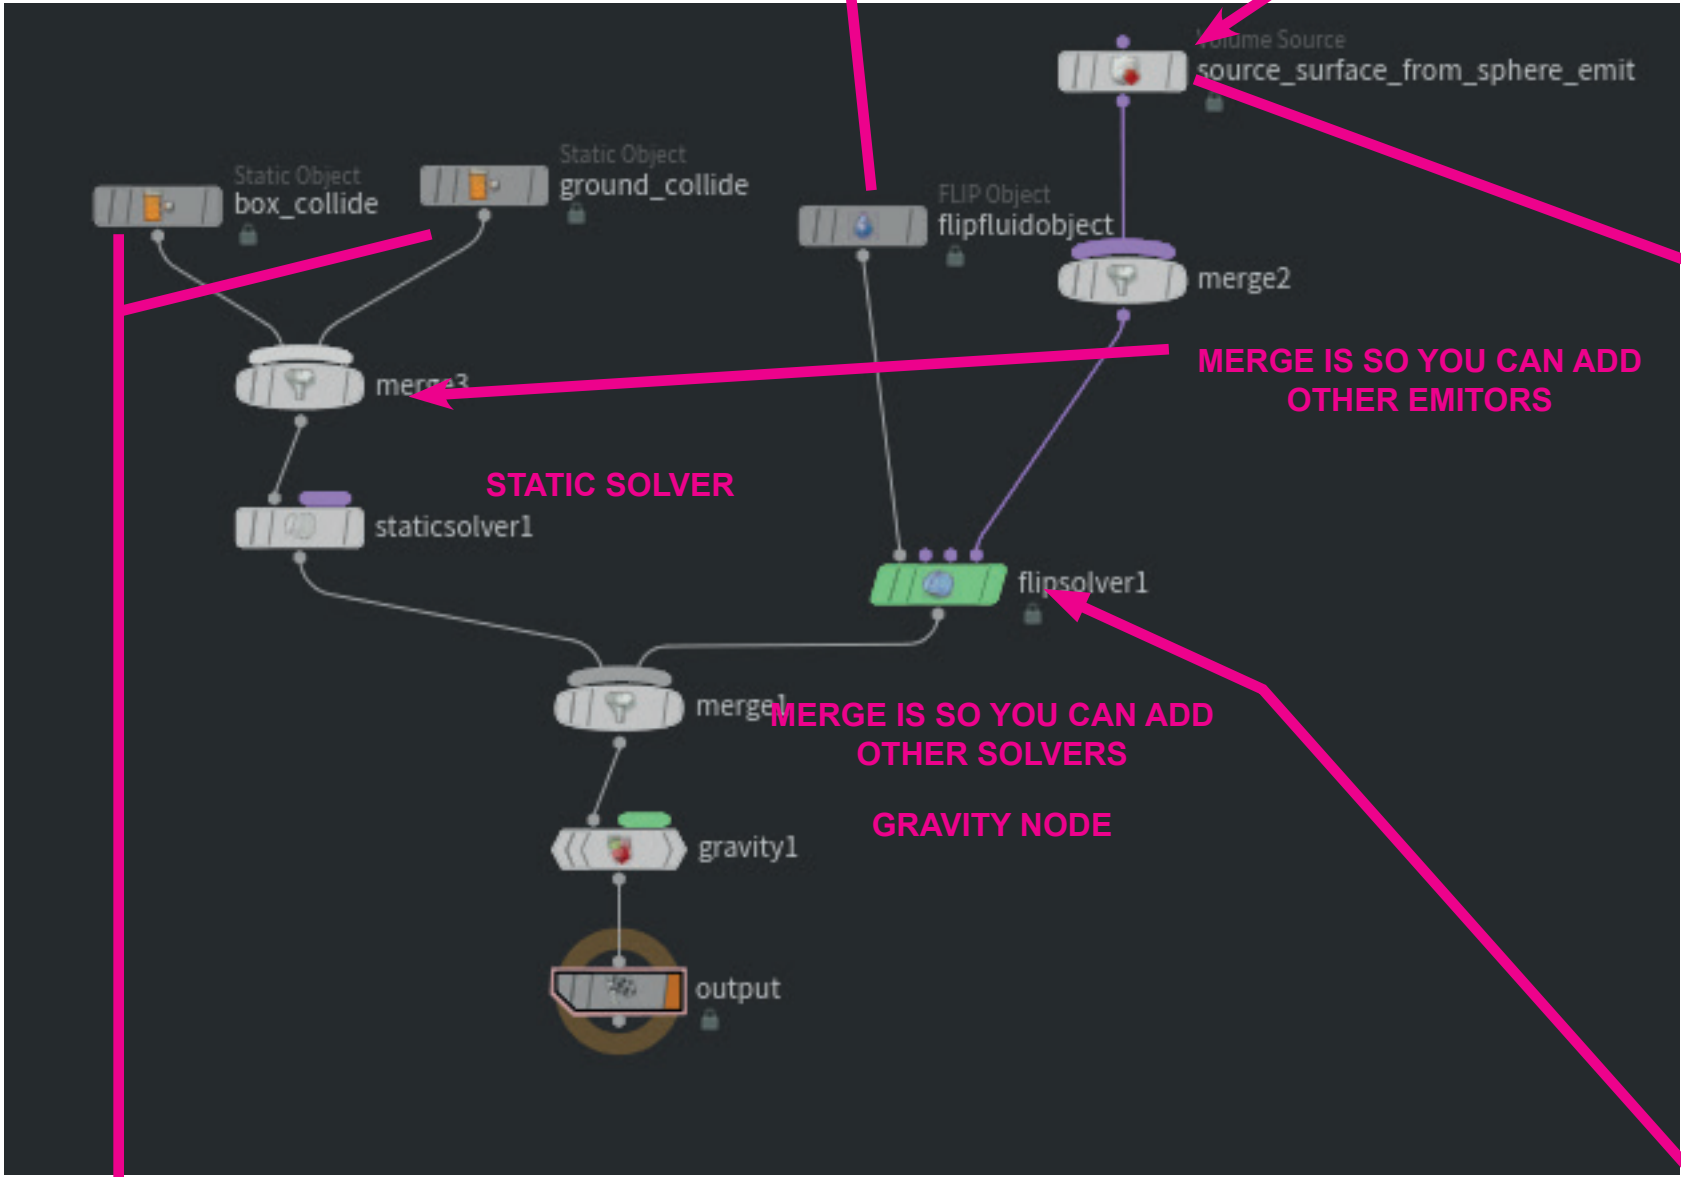 Volume Source
source_surface_from_sphere_emit
Static Object
ground_collide
Static Object
box_collide
FLIP Object
flipfluidobject
merge2
MERGE IS SO YOU CAN ADD
OTHER EMITORS
merge3
STATIC SOLVER
staticsolver1
flipsolver1
merge1
MERGE IS SO YOU CAN ADD
OTHER SOLVERS
GRAVITY NODE
gravity1
output